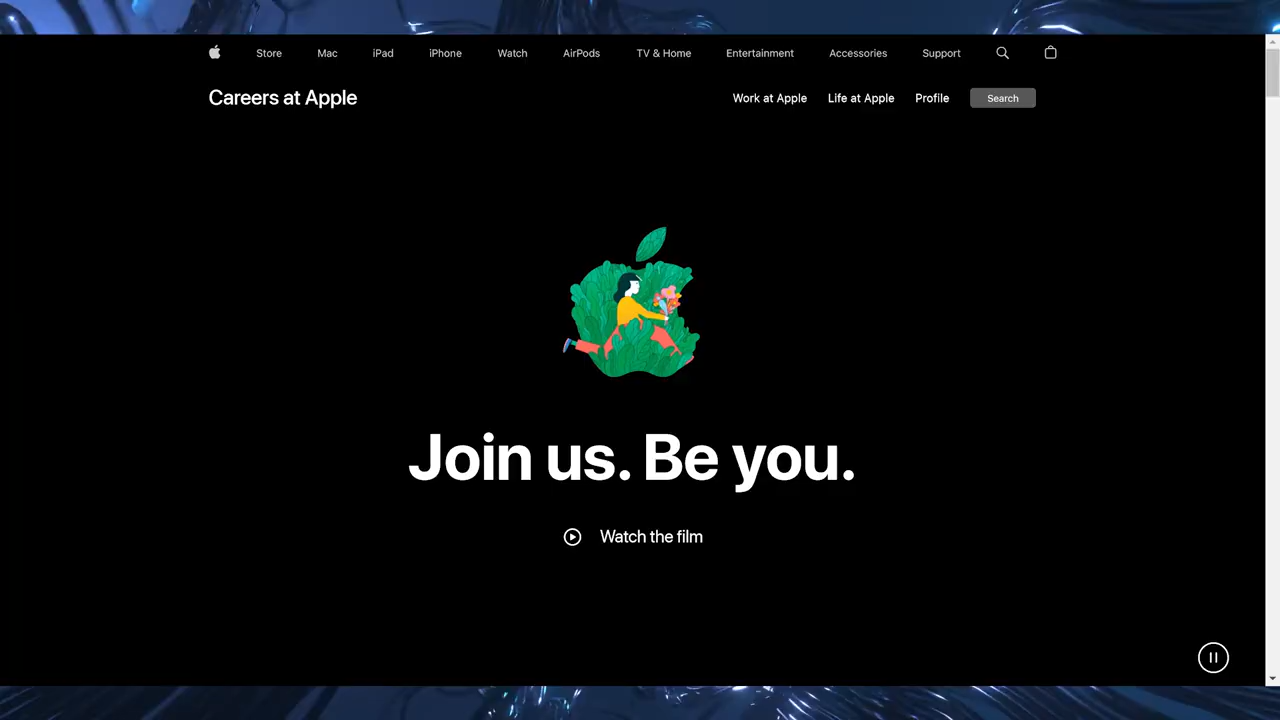 Store Mac iPad iPhone Watch AirPods TV & Home Entertainment Accessories Support
Careers at Apple Work at Apple Life at Apple Profile Search
Join us. Be you.
Watch the film